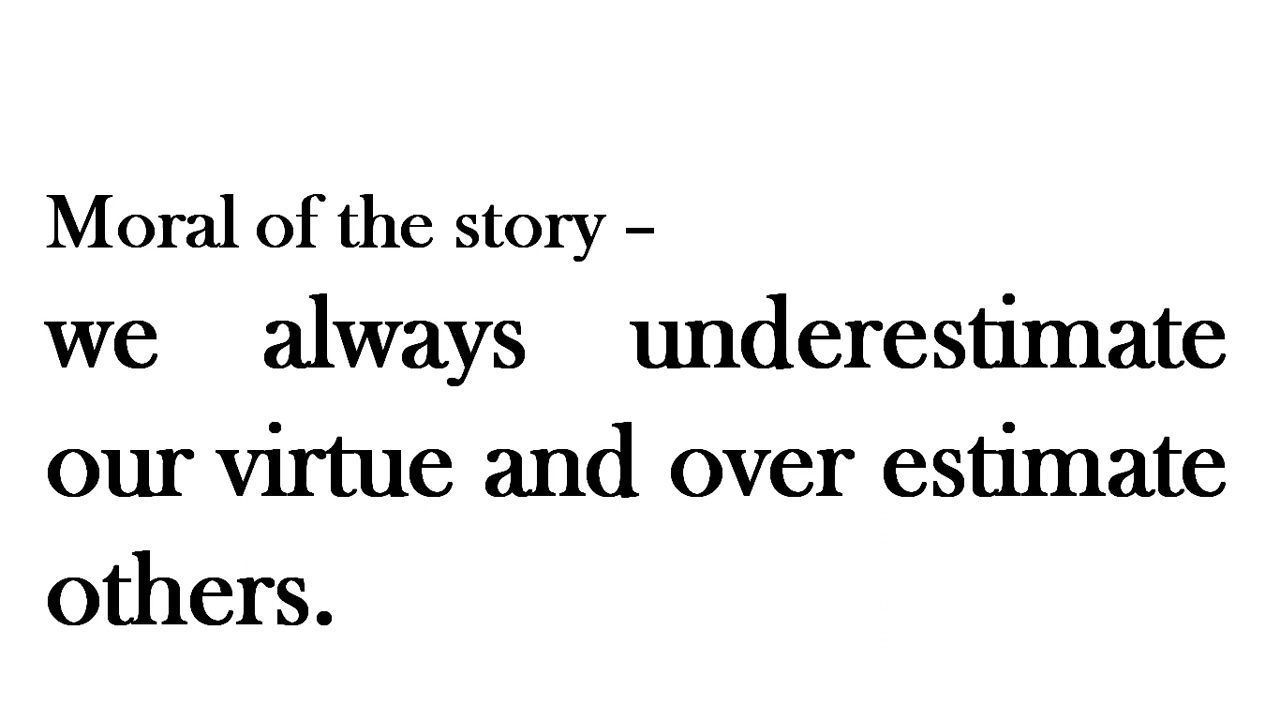 Moral of the story –
we always underestimate
our virtue and over estimate
others.